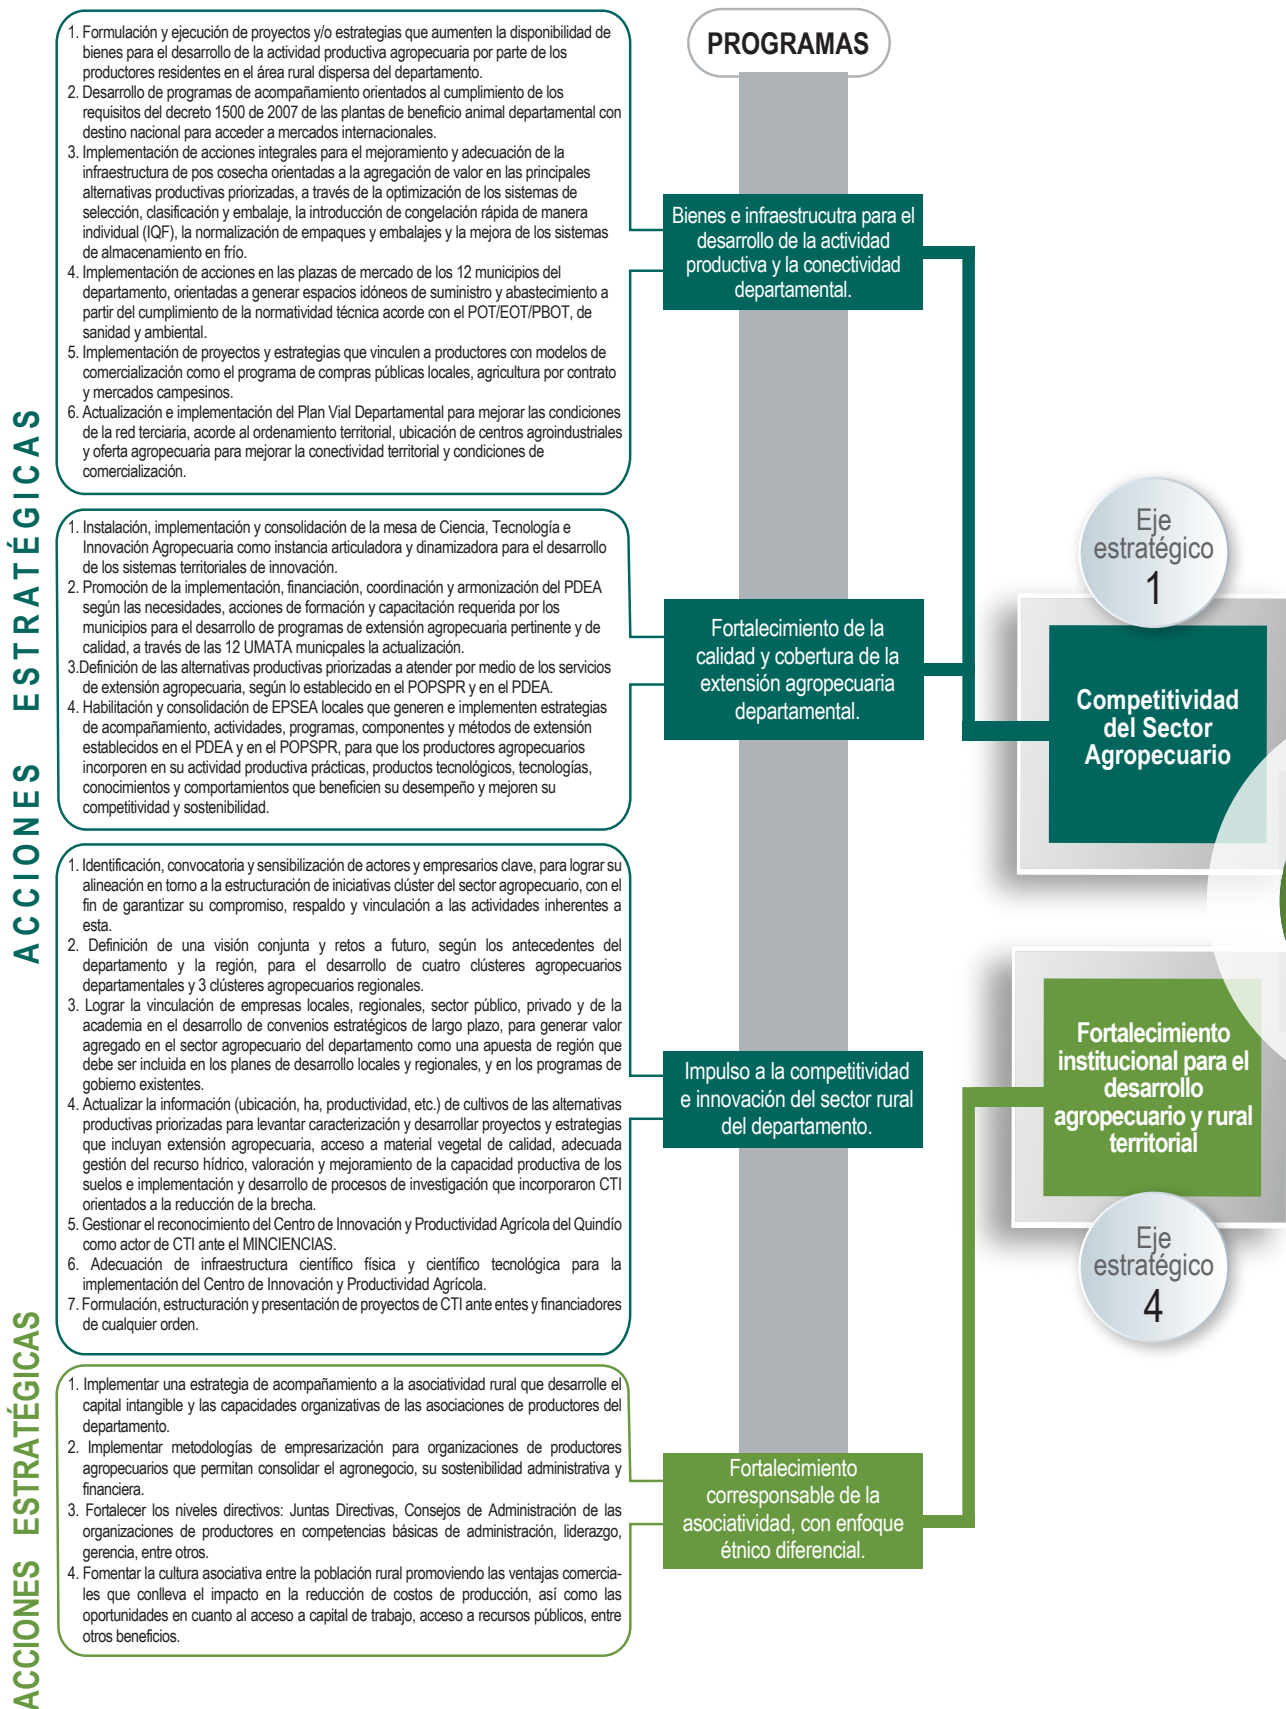 PROGRAMAS
ACCIONES ESTRATÉGICAS
1. Formulación y ejecución de proyectos y/o estrategias que aumenten la disponibilidad de
bienes para el desarrollo de la actividad productiva agropecuaria por parte de los
productores residentes en el área rural dispersa del departamento.
2. Desarrollo de programas de acompañamiento orientados al cumplimiento de los
requisitos del decreto 1500 de 2007 de las plantas de beneficio animal departamental con
destino nacional para acceder a mercados internacionales.
3. Implementación de acciones integrales para el mejoramiento y adecuación de la
infraestructura de pos cosecha orientadas a la agregación de valor en las principales
alternativas productivas priorizadas, a través de la optimización de los sistemas de
selección, clasificación y embalaje, la introducción de congelación rápida de manera
individual (IQF), la normalización de empaques y embalajes y la mejora de los sistemas
de almacenamiento en frío.
4. Implementación de acciones en las plazas de mercado de los 12 municipios del
departamento, orientadas a generar espacios idóneos de suministro y abastecimiento a
partir del cumplimiento de la normatividad técnica acorde con el POT/EOT/PBOT, de
sanidad y ambiental.
5. Implementación de proyectos y estrategias que vinculen a productores con modelos de
comercialización como el programa de compras públicas locales, agricultura por contrato
y mercados campesinos.
6. Actualización e implementación del Plan Vial Departamental para mejorar las condiciones
de la red terciaria, acorde al ordenamiento territorial, ubicación de centros agroindustriales
y oferta agropecuaria para mejorar la conectividad territorial y condiciones de
comercialización.
Bienes e infraestrucutra para el
desarrollo de la actividad
productiva y la conectividad
departamental.
1. Instalación, implementación y consolidación de la mesa de Ciencia, Tecnología e
Innovación Agropecuaria como instancia articuladora y dinamizadora para el desarrollo
de los sistemas territoriales de innovación.
2. Promoción de la implementación, financiación, coordinación y armonización del PDEA
según las necesidades, acciones de formación y capacitación requerida por los
municipios para el desarrollo de programas de extensión agropecuaria pertinente y de
calidad, a través de las 12 UMATA municpales la actualización.
3.Definición de las alternativas productivas priorizadas a atender por medio de los servicios
de extensión agropecuaria, según lo establecido en el POPSPR y en el PDEA.
4. Habilitación y consolidación de EPSEA locales que generen e implementen estrategias
de acompañamiento, actividades, programas, componentes y métodos de extensión
establecidos en el PDEA y en el POPSPR, para que los productores agropecuarios
incorporen en su actividad productiva prácticas, productos tecnológicos, tecnologías,
conocimientos y comportamientos que beneficien su desempeño y mejoren su
competitividad y sostenibilidad.
Fortalecimiento de la
calidad y cobertura de la
extensión agropecuaria
departamental.
Eje
estratégico
1
Competitividad
del Sector
Agropecuario
1. Identificación, convocatoria y sensibilización de actores y empresarios clave, para lograr su
alineación en torno a la estructuración de iniciativas clúster del sector agropecuario, con el
fin de garantizar su compromiso, respaldo y vinculación a las actividades inherentes a
esta.
2. Definición de una visión conjunta y retos a futuro, según los antecedentes del
departamento y la región, para el desarrollo de cuatro clústeres agropecuarios
departamentales y 3 clústeres agropecuarios regionales.
3. Lograr la vinculación de empresas locales, regionales, sector público, privado y de la
academia en el desarrollo de convenios estratégicos de largo plazo, para generar valor
agregado en el sector agropecuario del departamento como una apuesta de región que
debe ser incluida en los planes de desarrollo locales y regionales, y en los programas de
gobierno existentes.
4. Actualizar la información (ubicación, ha, productividad, etc.) de cultivos de las alternativas
productivas priorizadas para levantar caracterización y desarrollar proyectos y estrategias
que incluyan extensión agropecuaria, acceso a material vegetal de calidad, adecuada
gestión del recurso hídrico, valoración y mejoramiento de la capacidad productiva de los
suelos e implementación y desarrollo de procesos de investigación que incorporaron CTI
orientados a la reducción de la brecha.
5. Gestionar el reconocimiento del Centro de Innovación y Productividad Agrícola del Quindío
como actor de CTI ante el MINCIENCIAS.
6. Adecuación de infraestructura científico física y científico tecnológica para la
implementación del Centro de Innovación y Productividad Agrícola.
7. Formulación, estructuración y presentación de proyectos de CTI ante entes y financiadores
de cualquier orden.
Impulso a la competitividad
e innovación del sector rural
del departamento.
Fortalecimiento
institucional para el
desarrollo
agropecuario y rural
territorial
Eje
estratégico
4
ACCIONES ESTRATÉGICAS
1. Implementar una estrategia de acompañamiento a la asociatividad rural que desarrolle el
capital intangible y las capacidades organizativas de las asociaciones de productores del
departamento.
2. Implementar metodologías de empresarización para organizaciones de productores
agropecuarios que permitan consolidar el agronegocio, su sostenibilidad administrativa y
financiera.
3. Fortalecer los niveles directivos: Juntas Directivas, Consejos de Administración de las
organizaciones de productores en competencias básicas de administración, liderazgo,
gerencia, entre otros.
4. Fomentar la cultura asociativa entre la población rural promoviendo las ventajas comercia-
les que conlleva el impacto en la reducción de costos de producción, así como las
oportunidades en cuanto al acceso a capital de trabajo, acceso a recursos públicos, entre
otros beneficios.
Fortalecimiento
corresponsable de la
asociatividad, con enfoque
étnico diferencial.